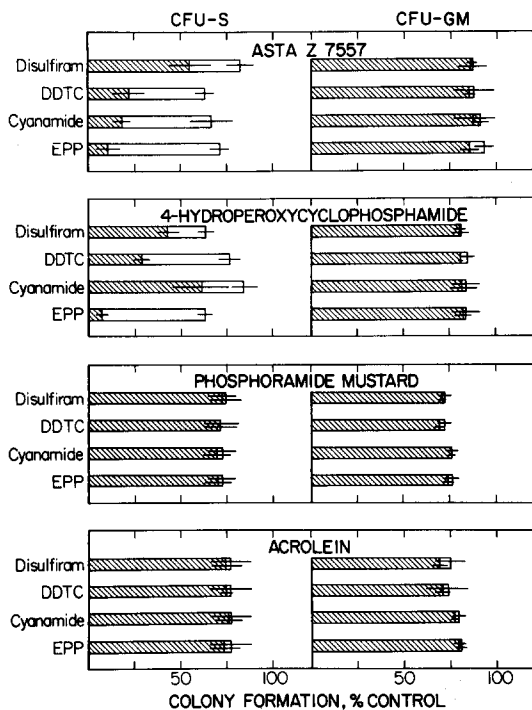 CFU-S CFU-GM
ASTA Z 7557
Disulfiram
DDTC
Cyanamide
EPP
4-HYDROPEROXYCYCLOPHOSPHAMIDE
Disulfiram
DDTC
Cyanamide
EPP
PHOSPHORAMIDE MUSTARD
Disulfiram
DDTC
Cyanamide
EPP
ACROLEIN
Disulfiram
DDTC
Cyanamide
EPP
50 100 50 100
COLONY FORMATION, % CONTROL